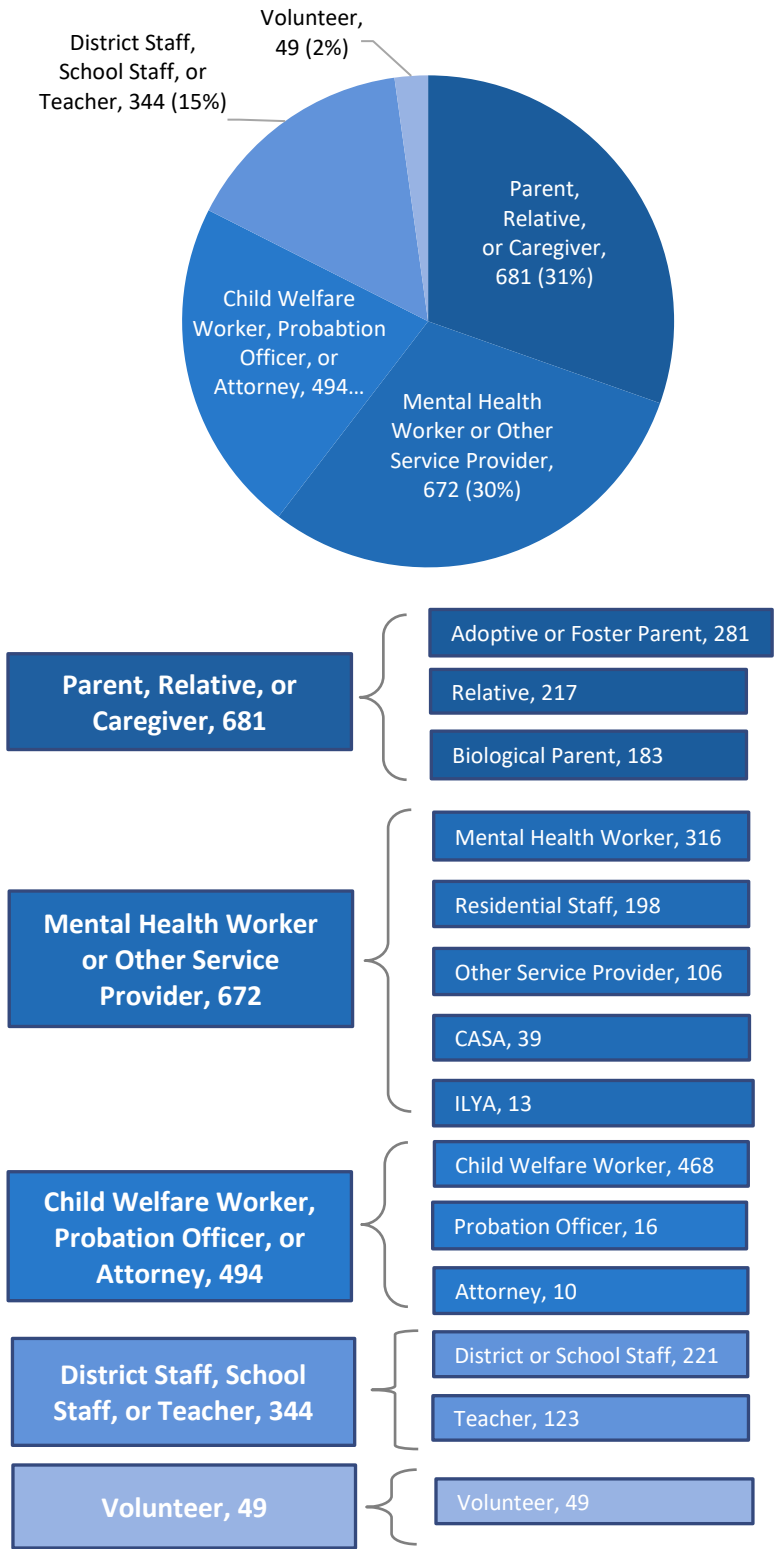 Volunteer,
49 (2%)
District Staff,
School Staff, or
Teacher, 344 (15%)
Parent,
Relative,
or Caregiver,
681 (31%)
Child Welfare
Worker, Probabtion
Officer, or
Attorney, 494…
Mental Health
Worker or Other
Service Provider,
672 (30%)
Parent, Relative, or
Caregiver, 681
Adoptive or Foster Parent, 281
Relative, 217
Biological Parent, 183
Mental Health Worker
or Other Service
Provider, 672
Mental Health Worker, 316
Residential Staff, 198
Other Service Provider, 106
CASA, 39
ILYA, 13
Child Welfare Worker,
Probation Officer, or
Attorney, 494
Child Welfare Worker, 468
Probation Officer, 16
Attorney, 10
District Staff, School
Staff, or Teacher, 344
District or School Staff, 221
Teacher, 123
Volunteer, 49
Volunteer, 49